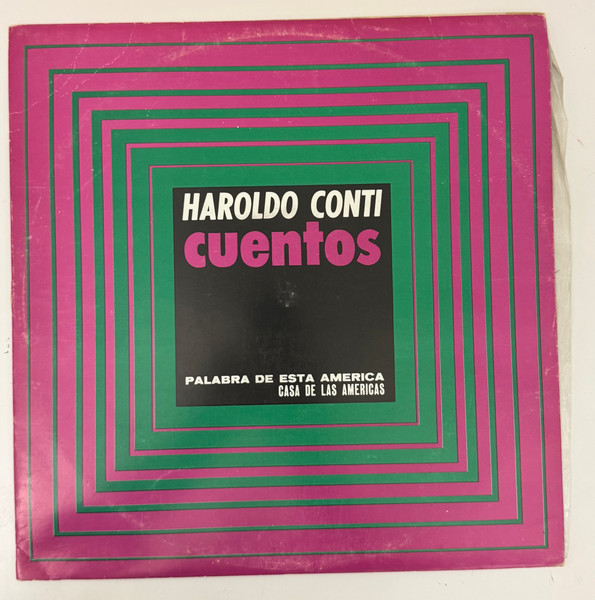 HAROLDO CONTI
cuentos
PALABRA DE ESTA AMERICA
CASA DE LAS AMERICAS